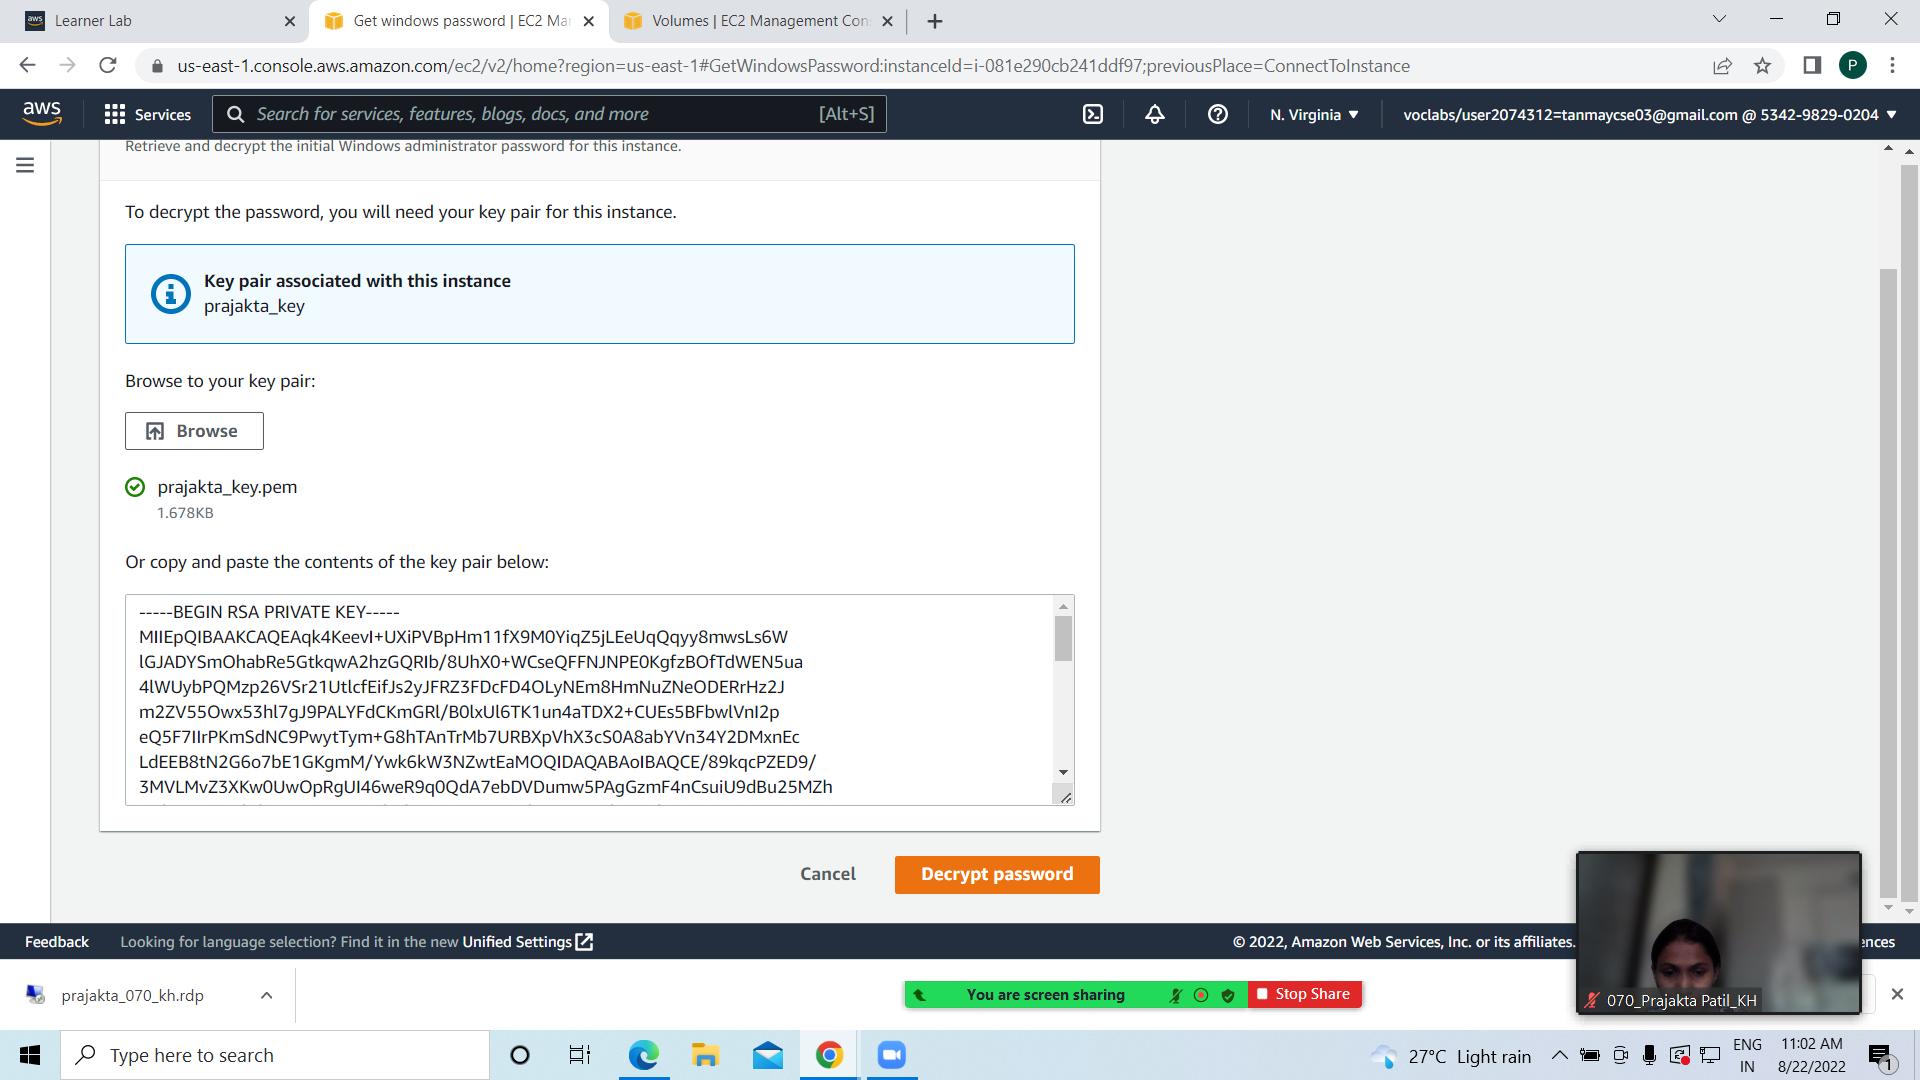 Learner Lab
Get windows password | EC2 Ma
Volumes | EC2 Management Con
us-east-1.console.aws.amazon.com/ec2/v2/home?region=us-east-1#GetWindowsPassword:instanceId=i-081e290cb241ddf97;previousPlace=ConnectToInstance
P
aws
Services
Search for services, features, blogs, docs, and more
[Alt+S]
N. Virginia
voclabs/user2074312=tanmaycse03@gmail.com @ 5342-9829-0204
Retrieve and decrypt the initial Windows administrator password for this instance.
To decrypt the password, you will need your key pair for this instance.
Key pair associated with this instance
prajakta_key
Browse to your key pair:
Browse
prajakta_key.pem
1.678KB
Or copy and paste the contents of the key pair below:
-----BEGIN RSA PRIVATE KEY-----
MIIEpQIBAAKCAQEAqk4KeevI+UXiPVBpHm11fX9M0YiqZ5jLEeUqQqyy8mwsLs6W
lGJADYSmOhabRe5GtkqwA2hzGQRIb/8UhX0+WCseQFFNJNPE0KgfzBOfTdWEN5ua
4lWUybPQMzp26VSr21UtlcfEifJs2yJFRZ3FDcFD4OLyNEm8HmNuZNeODERrHz2J
m2ZV55Owx53hl7gJ9PALYFdCKmGRl/B0lxUl6TK1un4aTDX2+CUEs5BFbwlVnI2p
eQ5F7IIrPKmSdNC9PwytTym+G8hTAnTrMb7URBXpVhX3cS0A8abYVn34Y2DMxnEc
LdEEB8tN2G6o7bE1GKgmM/Ywk6kW3NZwtEaMOQIDAQABAoIBAQCE/89kqcPZED9/
3MVLMvZ3XKw0UwOpRgUI46weR9q0QdA7ebDVDumw5PAgGzmF4nCsuiU9dBu25MZh
Cancel
Decrypt password
Feedback
Looking for language selection? Find it in the new Unified Settings
© 2022, Amazon Web Services, Inc. or its affiliates.
ences
prajakta_070_kh.rdp
You are screen sharing
Stop Share
070_Prajakta Patil_KH
Type here to search
27°C Light rain
ENG
IN
11:02 AM
8/22/2022
1